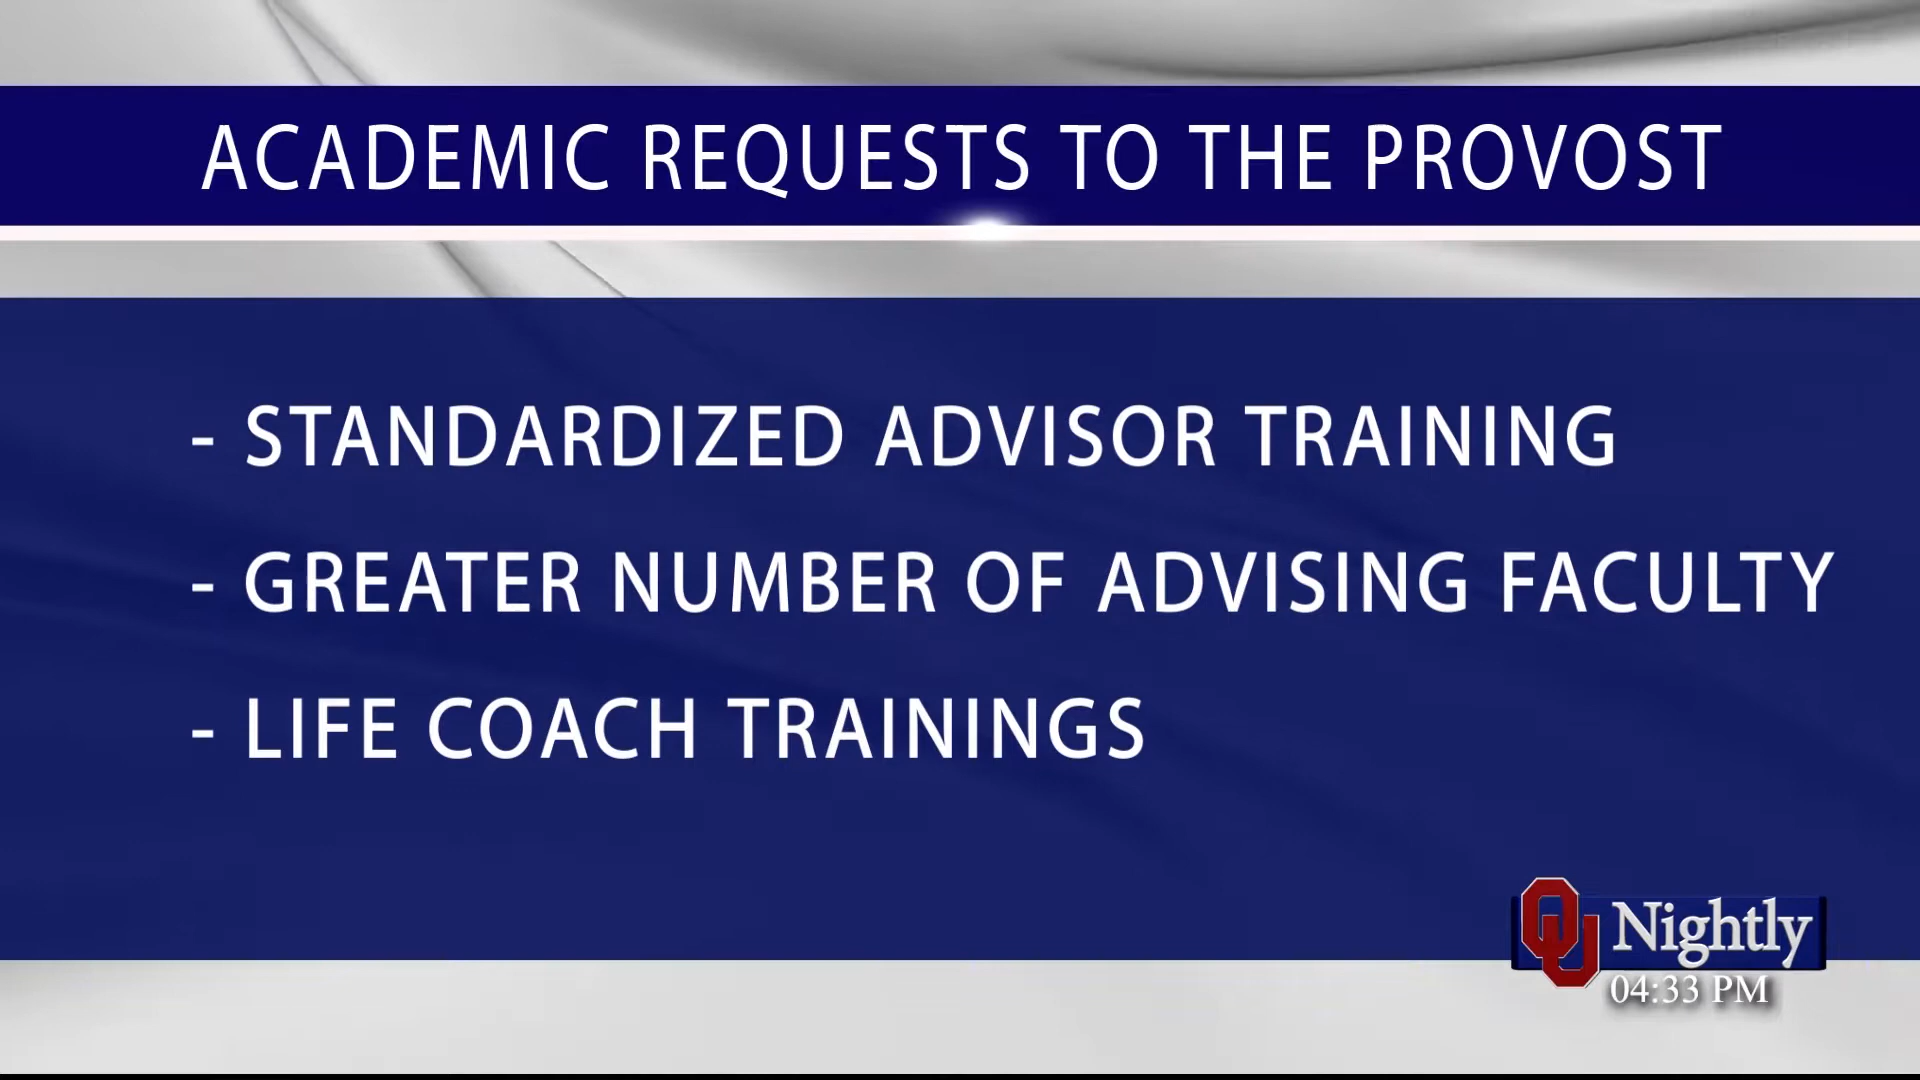 ACADEMIC REQUESTS TO THE PROVOST
- STANDARDIZED ADVISOR TRAINING
- GREATER NUMBER OF ADVISING FACULTY
- LIFE COACH TRAININGS
OU Nightly
04:33 PM